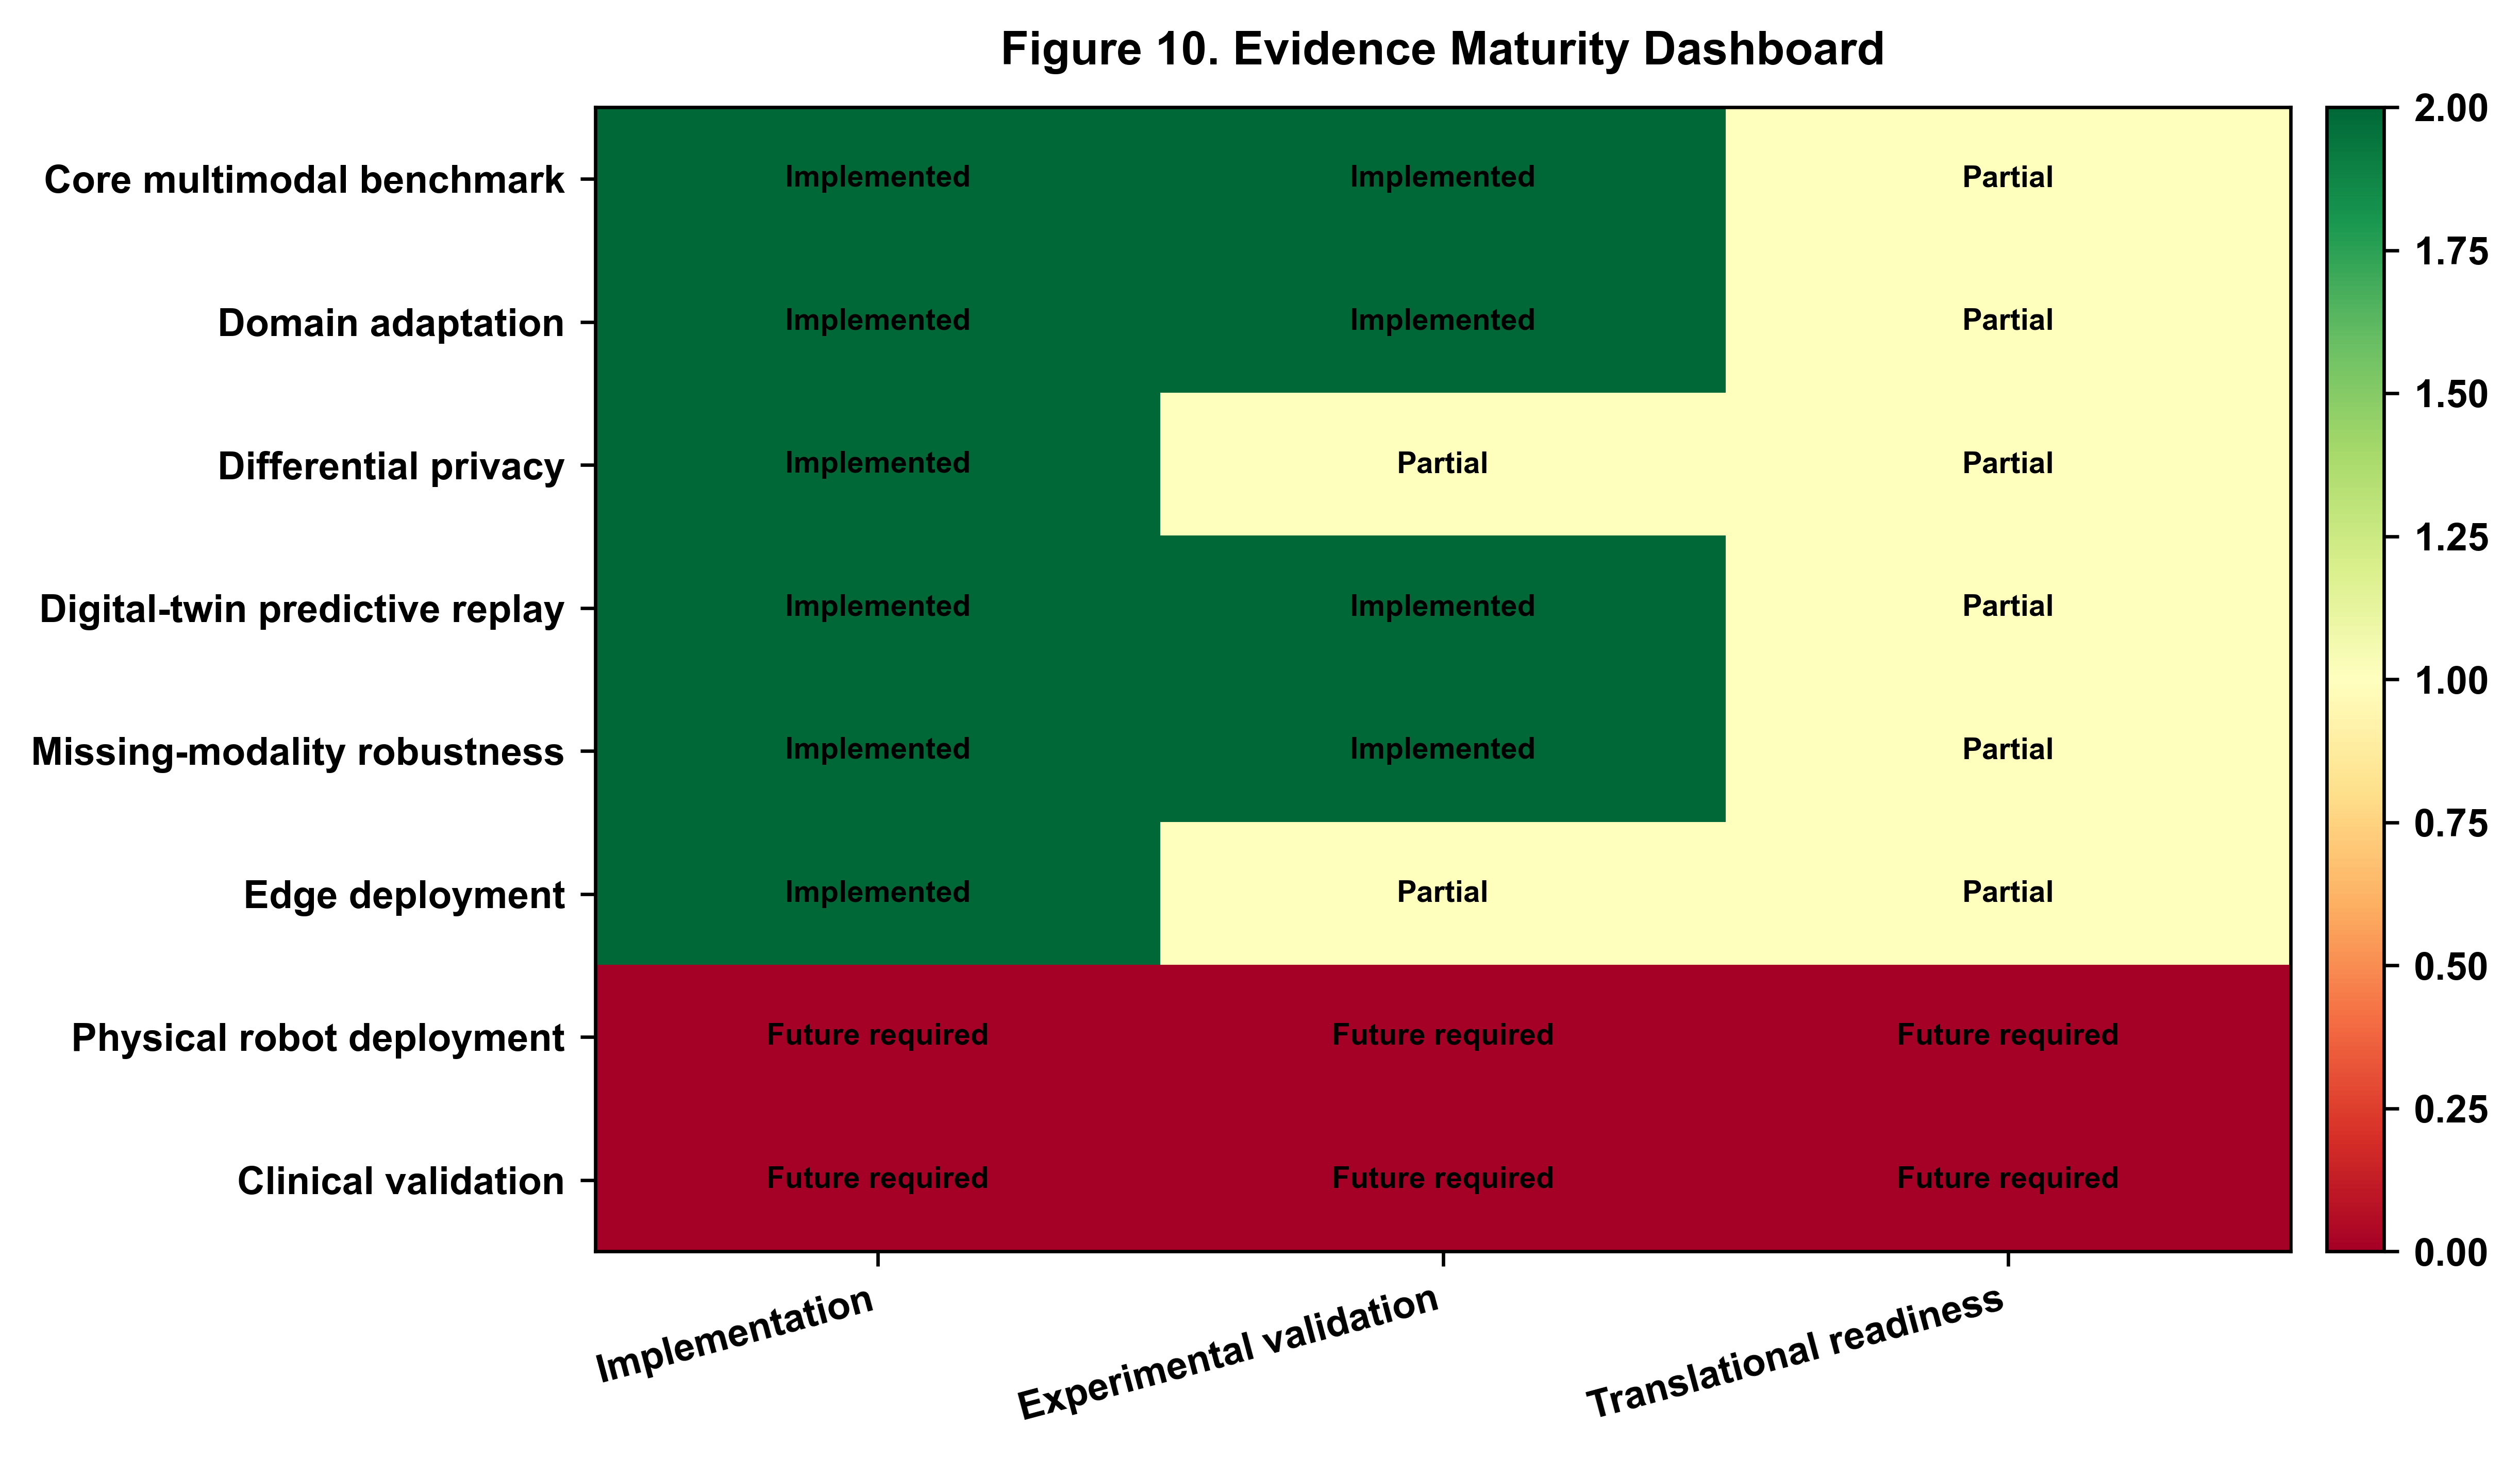 Figure 10. Evidence Maturity Dashboard
Core multimodal benchmark Implemented Implemented Partial
Domain adaptation Implemented Implemented Partial
Differential privacy Implemented Partial Partial
Digital-twin predictive replay Implemented Implemented Partial
Missing-modality robustness Implemented Implemented Partial
Edge deployment Implemented Partial Partial
Physical robot deployment Future required Future required Future required
Clinical validation Future required Future required Future required
Implementation
Experimental validation
Translational readiness
2.00
1.75
1.50
1.25
1.00
0.75
0.50
0.25
0.00